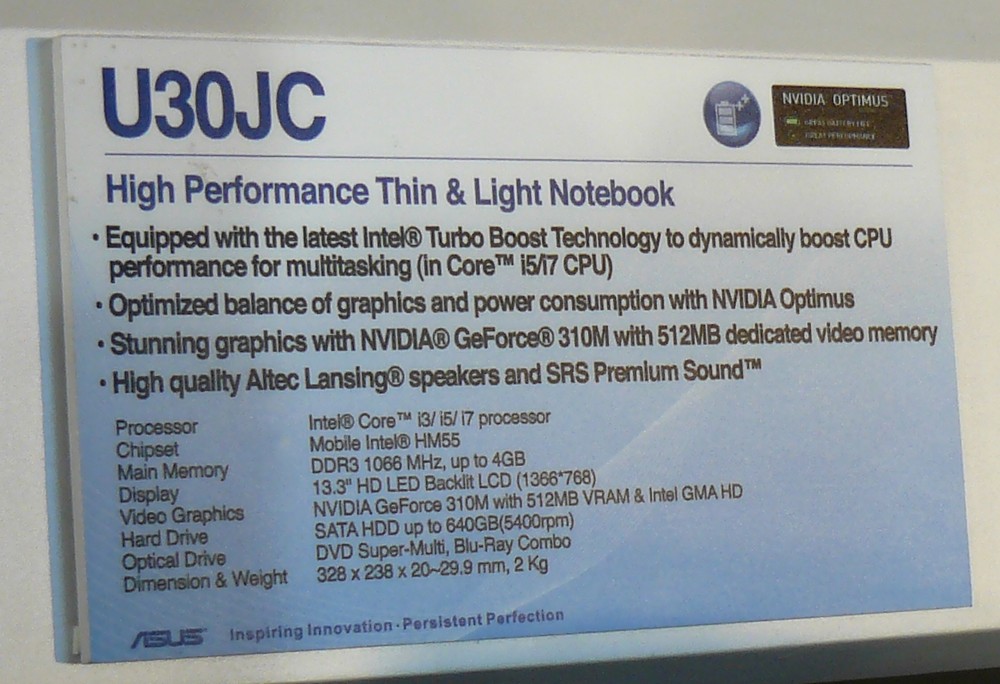 U30JC
NVIDIA OPTIMUS
GREAT PERFORMANCE
High Performance Thin & Light Notebook
• Equipped with the latest Intel® Turbo Boost Technology to dynamically boost CPU
performance for multitasking (in Core™ i5/i7 CPU)
• Optimized balance of graphics and power consumption with NVIDIA Optimus
• Stunning graphics with NVIDIA® GeForce® 310M with 512MB dedicated video memory
• High quality Altec Lansing® speakers and SRS Premium Sound™
Processor Intel® Core™ i3/ i5/ i7 processor
Chipset Mobile Intel® HM55
Main Memory DDR3 1066 MHz, up to 4GB
Display 13.3" HD LED Backlit LCD (1366*768)
Video Graphics NVIDIA GeForce 310M with 512MB VRAM & Intel GMA HD
Hard Drive SATA HDD up to 640GB(5400rpm)
Optical Drive DVD Super-Multi, Blu-Ray Combo
Dimension & Weight 328 x 238 x 20~29.9 mm, 2 Kg
ASUS Inspiring Innovation · Persistent Perfection